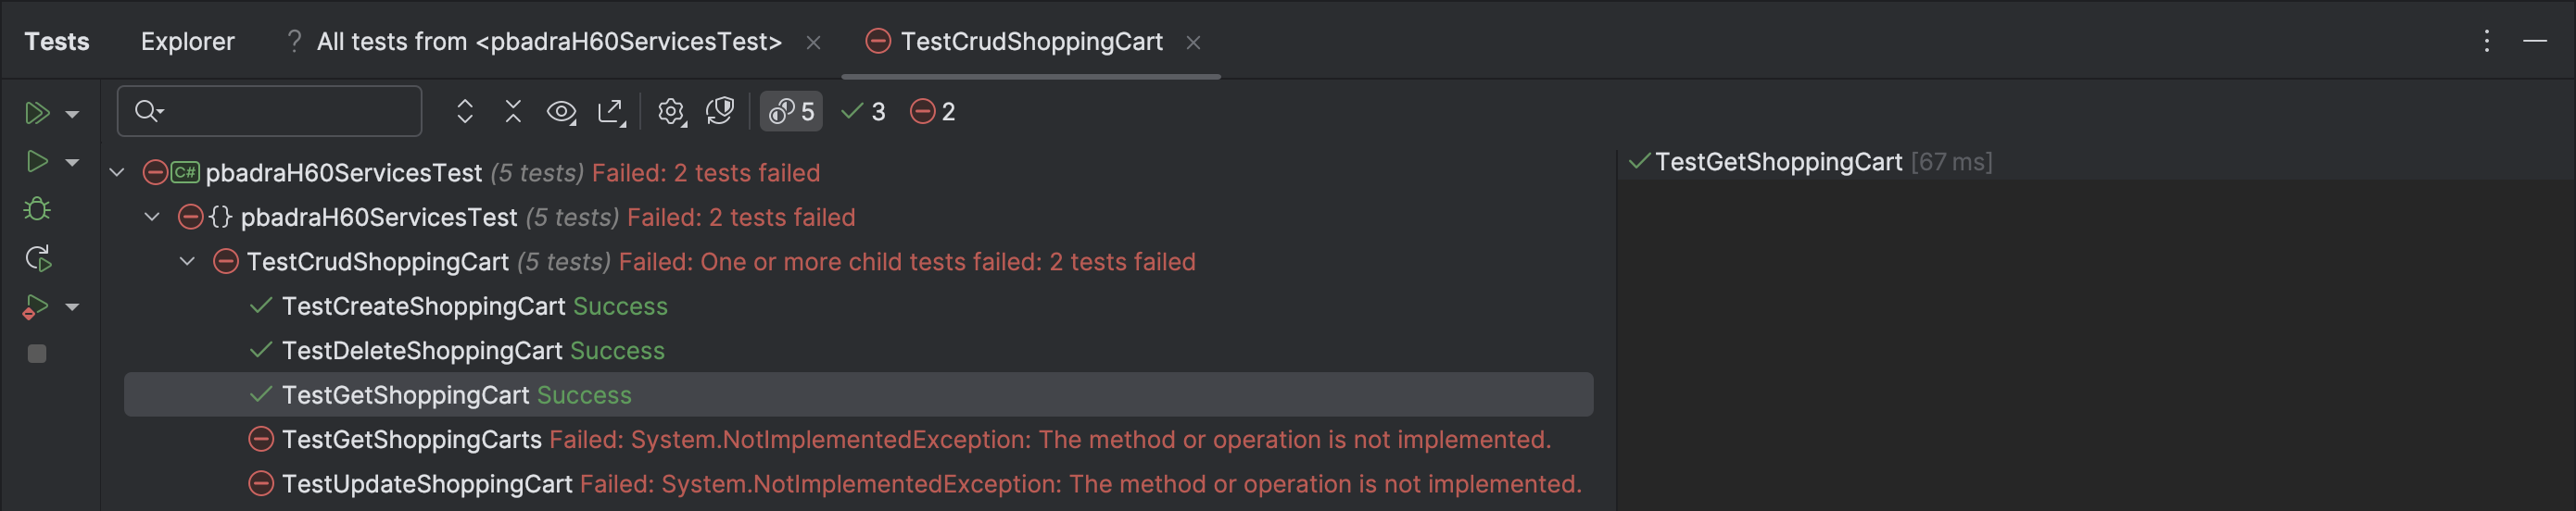 Tests Explorer ? All tests from <pbadraH60ServicesTest> × TestCrudShoppingCart ×
5 3 2
C# pbadraH60ServicesTest (5 tests) Failed: 2 tests failed
{} pbadraH60ServicesTest (5 tests) Failed: 2 tests failed
TestCrudShoppingCart (5 tests) Failed: One or more child tests failed: 2 tests failed
TestCreateShoppingCart Success
TestDeleteShoppingCart Success
TestGetShoppingCart Success
TestGetShoppingCarts Failed: System.NotImplementedException: The method or operation is not implemented.
TestUpdateShoppingCart Failed: System.NotImplementedException: The method or operation is not implemented.
TestGetShoppingCart [67 ms]